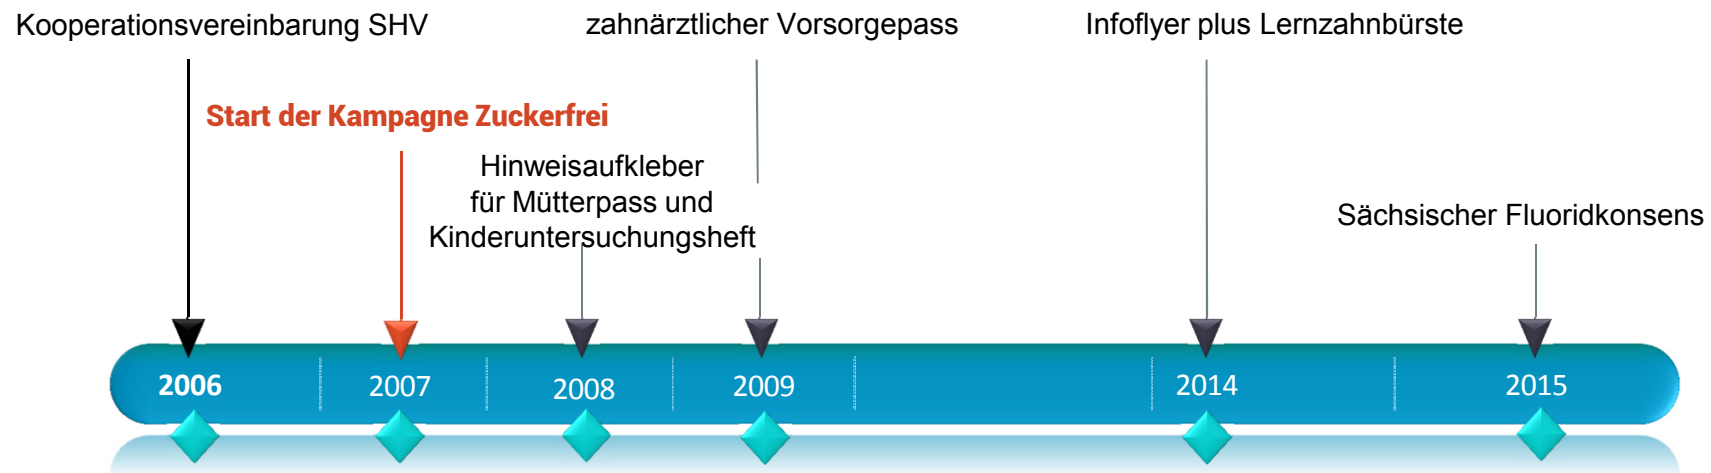 Kooperationsvereinbarung SHV
zahnärztlicher Vorsorgepass
Infoflyer plus Lernzahnbürste
Start der Kampagne Zuckerfrei
Hinweisaufkleber
für Mütterpass und
Kinderuntersuchungsheft
Sächsischer Fluoridkonsens
2006
2007
2008
2009
2014
2015